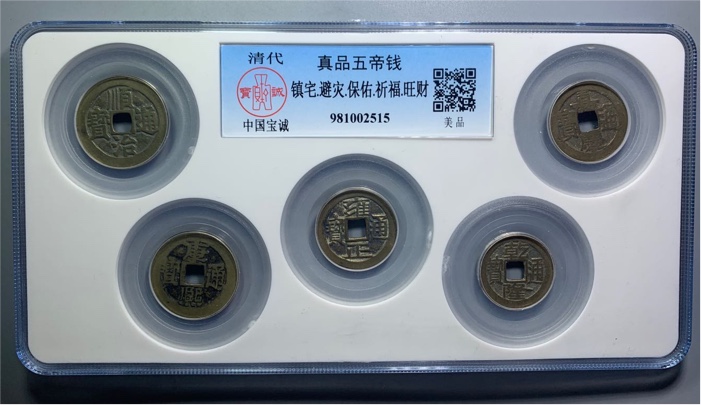 清代
真品五帝钱
寶誠
镇宅.避灾.保佑.祈福.旺财
中国宝诚
981002515
美品
順治通寶
康熙通寶
雍正通寶
乾隆通寶